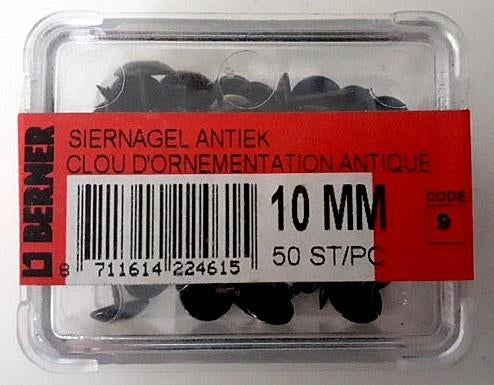 BERNER
SIERNAGEL ANTIEK
CLOU D'ORNEMENTATION ANTIQUE
10 MM
50 ST/PC
CODE
9
8 711614 224615